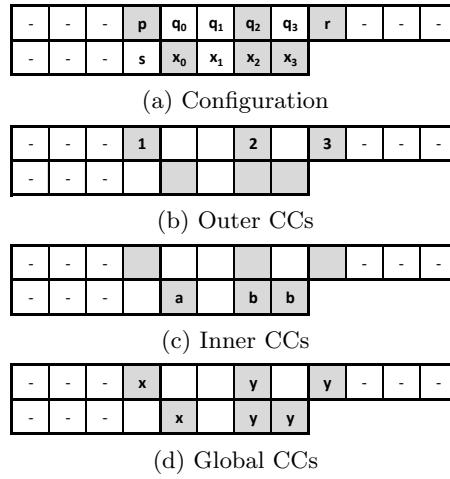 - - - p q0 q1 q2 q3 r - - -
- - - s x0 x1 x2 x3
(a) Configuration
- - - 1 2 3 - - -
- - -
(b) Outer CCs
- - - - - -
- - - a b b
(c) Inner CCs
- - - x y y - - -
- - - x y y
(d) Global CCs